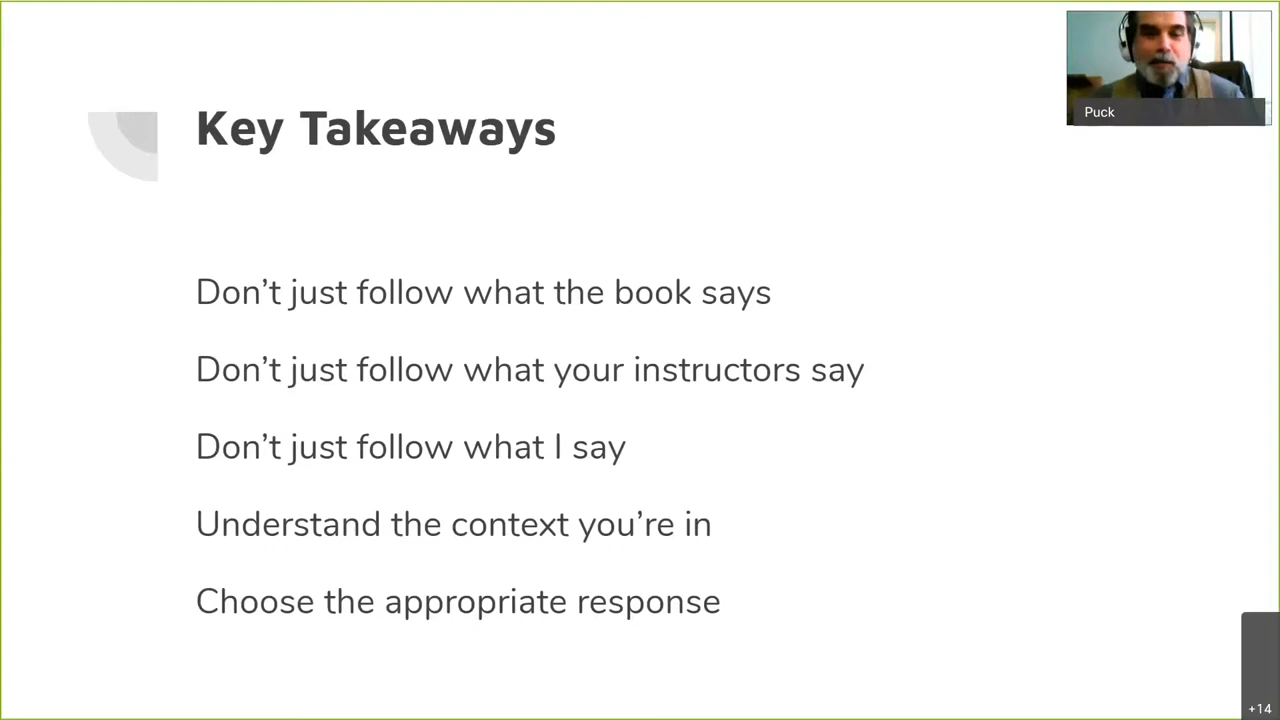 Puck
Key Takeaways
Don’t just follow what the book says
Don’t just follow what your instructors say
Don’t just follow what I say
Understand the context you’re in
Choose the appropriate response
+14